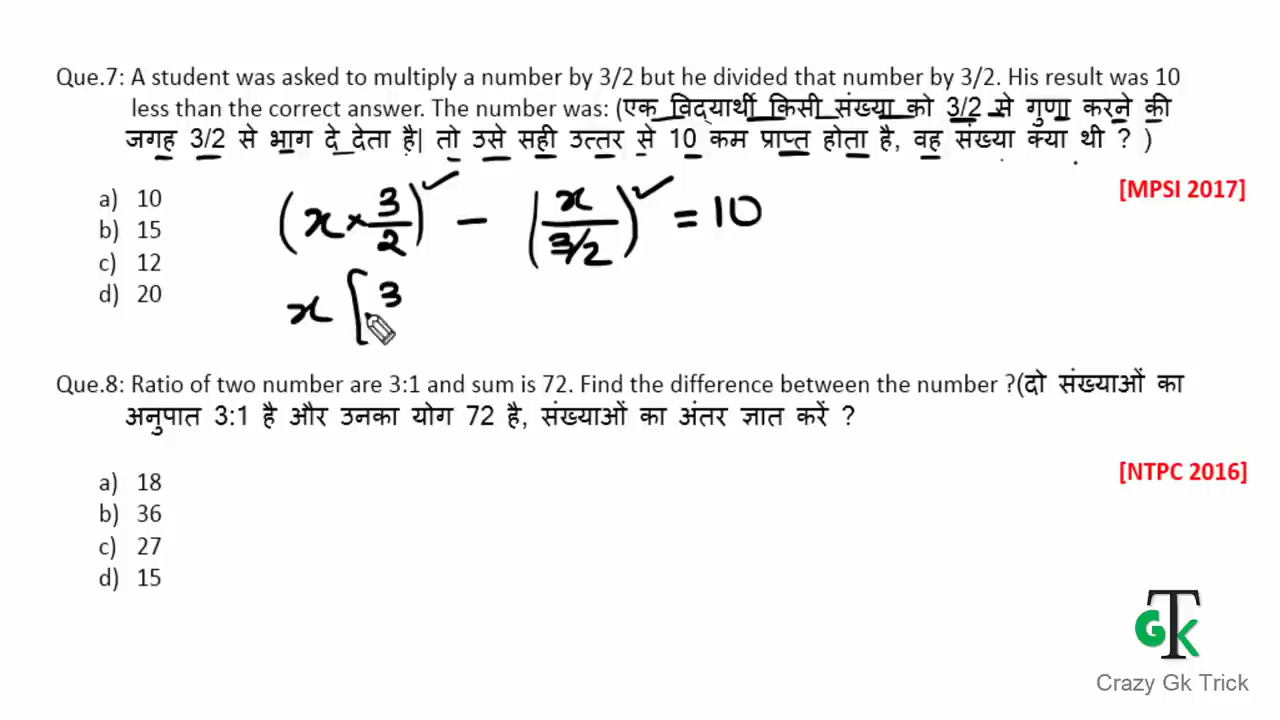 Que.7: A student was asked to multiply a number by 3/2 but he divided that number by 3/2. His result was 10
less than the correct answer. The number was: (एक विद्यार्थी किसी संख्या को 3/2 से गुणा करने की
जगह 3/2 से भाग दे देता है| तो उसे सही उत्तर से 10 कम प्राप्त होता है, वह संख्या क्या थी ? )
[MPSI 2017]
a) 10
b) 15
c) 12
d) 20
(x × 3/2) ✓ - (x / 3/2) ✓ = 10
x [ 3
Que.8: Ratio of two number are 3:1 and sum is 72. Find the difference between the number ?(दो संख्याओं का
अनुपात 3:1 है और उनका योग 72 है, संख्याओं का अंतर ज्ञात करें ?
[NTPC 2016]
a) 18
b) 36
c) 27
d) 15
GTK
Crazy Gk Trick